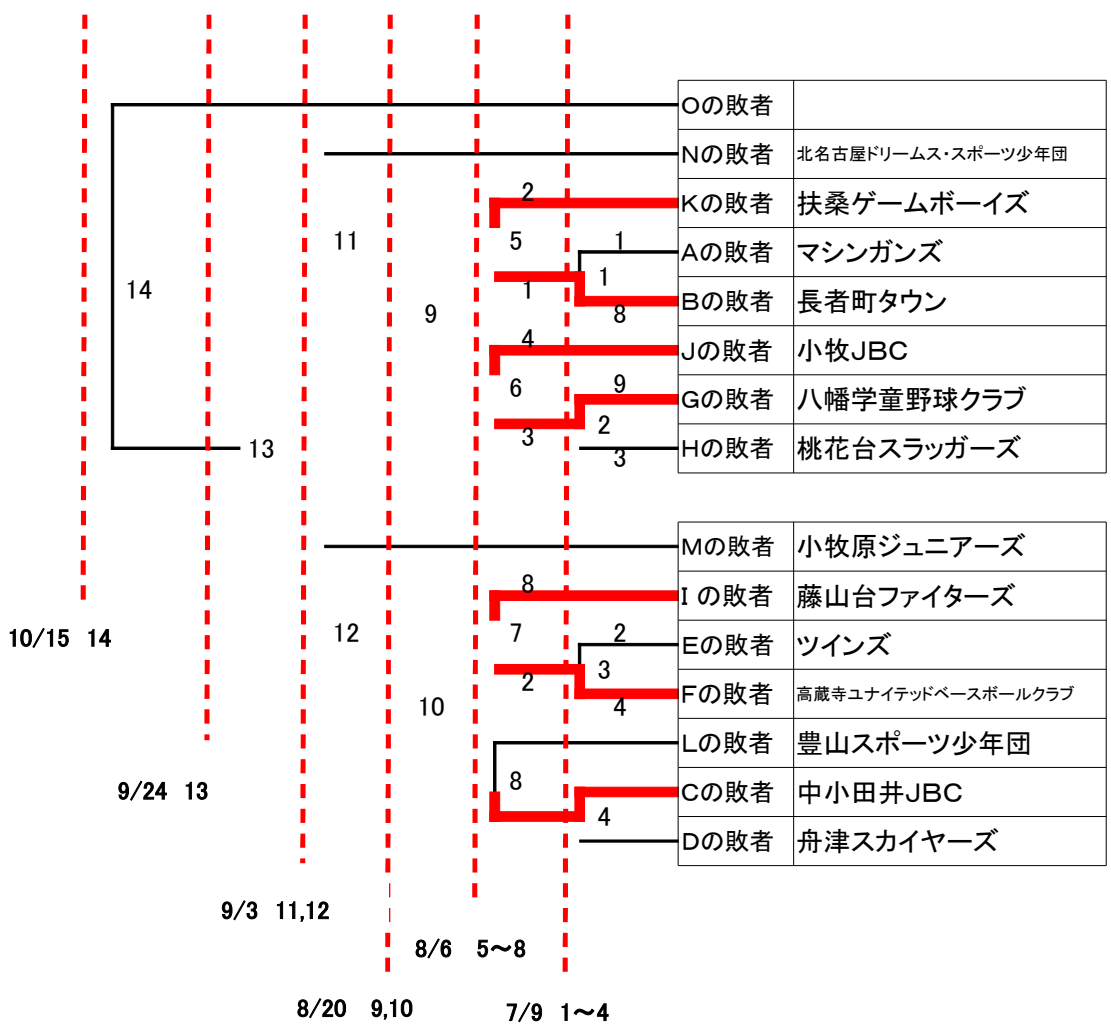 Oの敗者
Nの敗者 北名古屋ドリームス・スポーツ少年団
2 Kの敗者 扶桑ゲームボーイズ
11 5 1 Aの敗者 マシンガンズ
14 9 1 1 8 Bの敗者 長者町タウン
4 Jの敗者 小牧JBC
6 9 Gの敗者 八幡学童野球クラブ
13 3 2 3 Hの敗者 桃花台スラッガーズ
Mの敗者 小牧原ジュニアーズ
8 Iの敗者 藤山台ファイターズ
12 7 2 Eの敗者 ツインズ
10 2 3 4 Fの敗者 高蔵寺ユナイテッドベースボールクラブ
Lの敗者 豊山スポーツ少年団
8 Cの敗者 中小田井JBC
4 Dの敗者 舟津スカイヤーズ
10/15 14
9/24 13
9/3 11,12
8/6 5～8
8/20 9,10
7/9 1～4